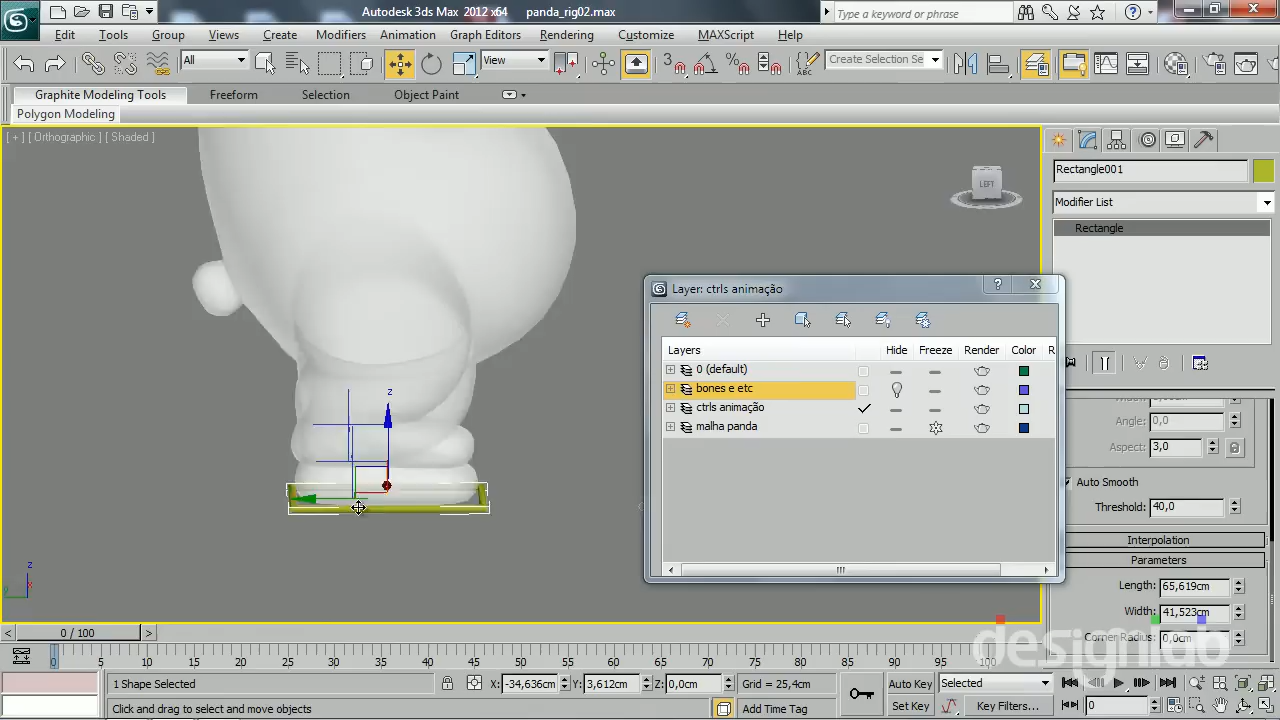 Autodesk 3ds Max 2012 x64 panda_rig02.max
Type a keyword or phrase
Edit Tools Group Views Create Modifiers Animation Graph Editors Rendering Customize MAXScript Help
All View Create Selection Se
Graphite Modeling Tools Freeform Selection Object Paint
Polygon Modeling
[ + ] [ Orthographic ] [ Shaded ]
LEFT
Rectangle001
Modifier List
Rectangle
Layer: ctrls animação
Layers Hide Freeze Render Color R
0 (default)
bones e etc
ctrls animação
malha panda
Angle: 0,0
Aspect: 3,0
Auto Smooth
Threshold: 40,0
Interpolation
Parameters
Length: 65,619cm
Width: 41,523cm
Corner Radius: 0,0cm
designlab
z
z
0 / 100
0 5 10 15 20 25 30 35 40 45 50 55 60 65 70 75 80 85 90 95 100
1 Shape Selected X: -34,636cm Y: 3,612cm Z: 0,0cm Grid = 25,4cm Auto Key Selected
Click and drag to select and move objects Add Time Tag Set Key Key Filters... 0